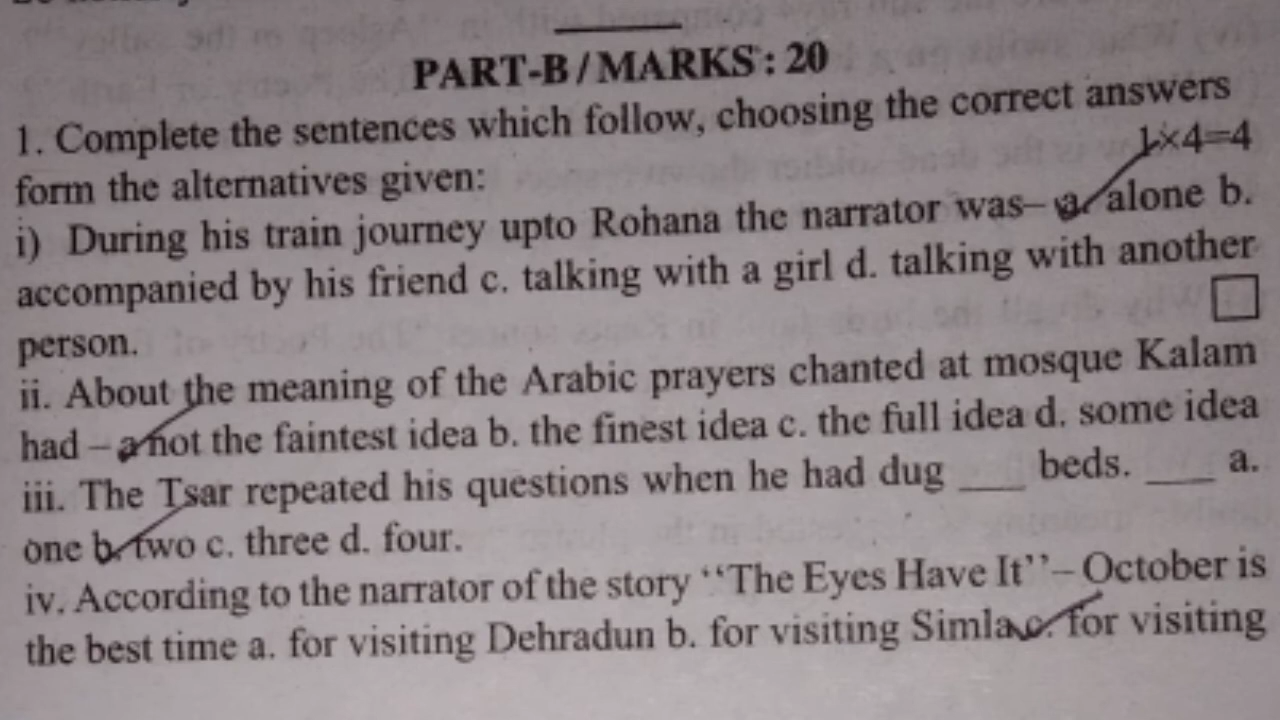 PART-B/MARKS : 20
1. Complete the sentences which follow, choosing the correct answers
form the alternatives given: 1×4=4
i) During his train journey upto Rohana the narrator was– a. alone b.
accompanied by his friend c. talking with a girl d. talking with another
person.
ii. About the meaning of the Arabic prayers chanted at mosque Kalam
had – a not the faintest idea b. the finest idea c. the full idea d. some idea
iii. The Tsar repeated his questions when he had dug ___ beds. ___ a.
one b. two c. three d. four.
iv. According to the narrator of the story ‘‘The Eyes Have It’’– October is
the best time a. for visiting Dehradun b. for visiting Simla c. for visiting